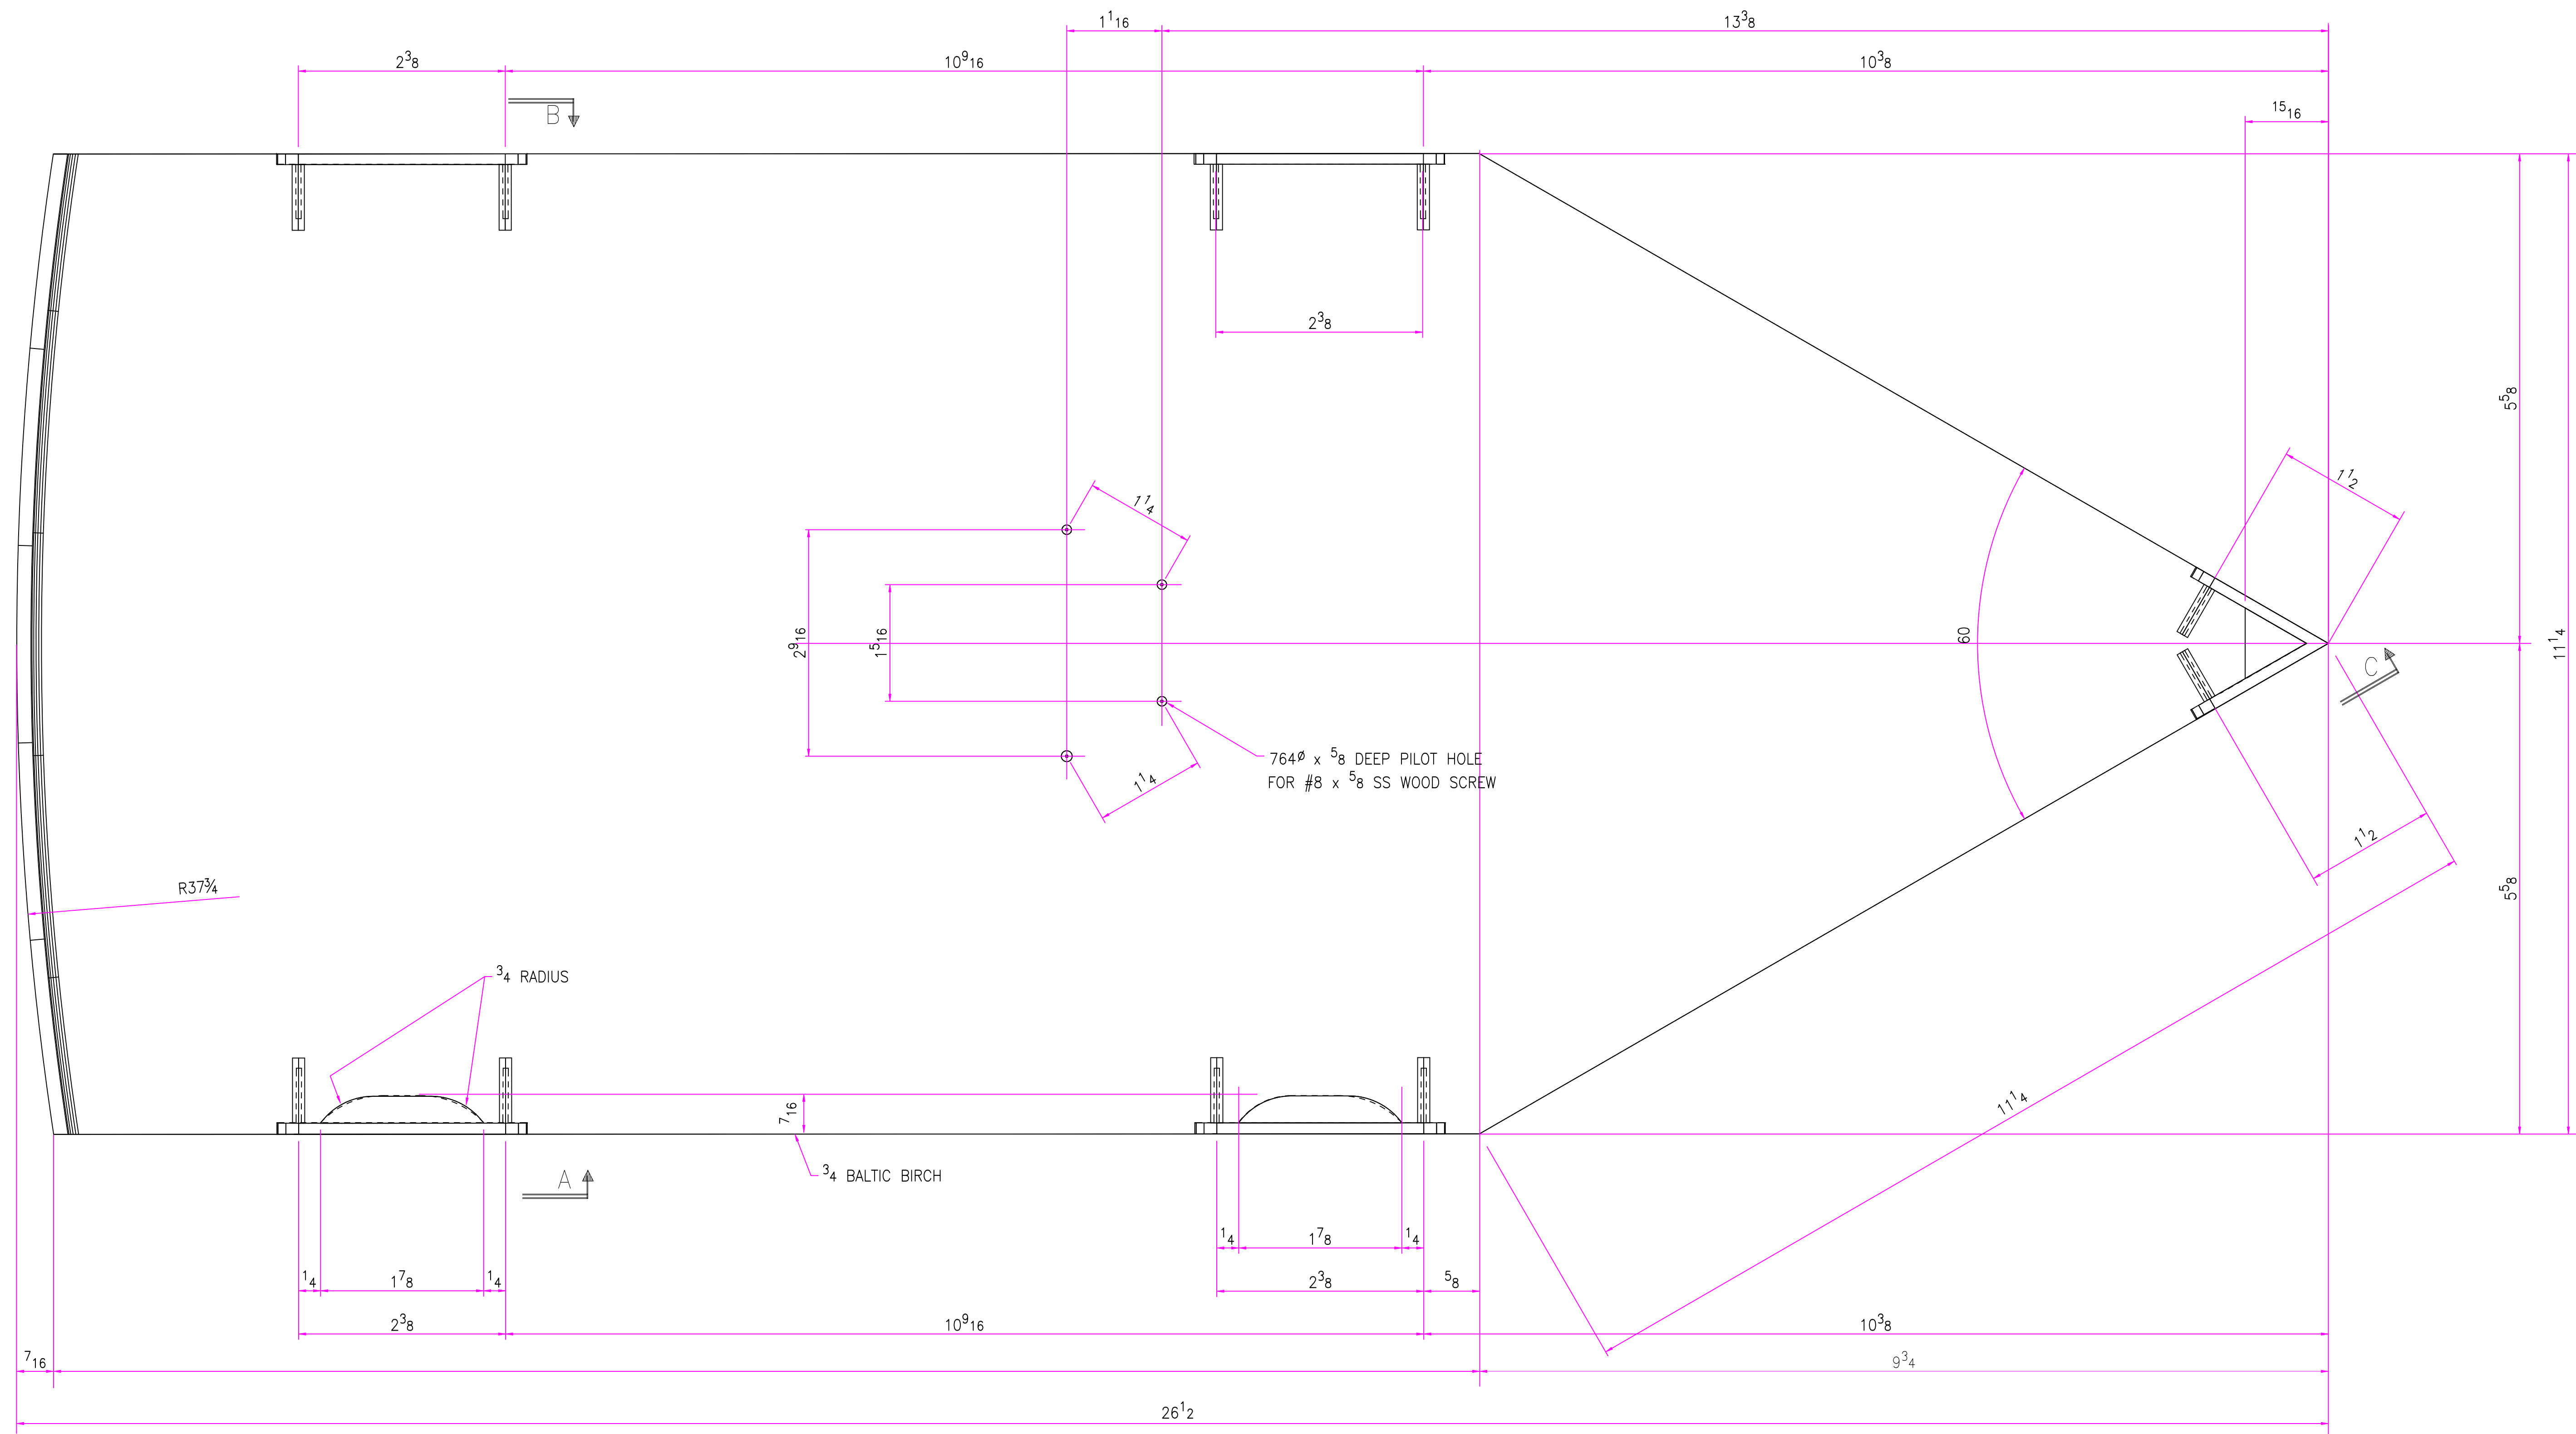 1 1 16
13 3 8
2 3 8
10 9 16
10 3 8
15 16
B
2 3 8
5 5 8
1 1 2
1 1 4
2 9 16
1 5 16
60
11 1 4
C
764Ø x 5 8 DEEP PILOT HOLE
FOR #8 x 5 8 SS WOOD SCREW
1 1 4
1 1 2
R37¾
5 5 8
3 4 RADIUS
7 16
11 1 4
3 4 BALTIC BIRCH
A
1 4
1 7 8
1 4
1 4
1 7 8
1 4
2 3 8
5 8
2 3 8
10 9 16
10 3 8
7 16
9 3 4
26 1 2